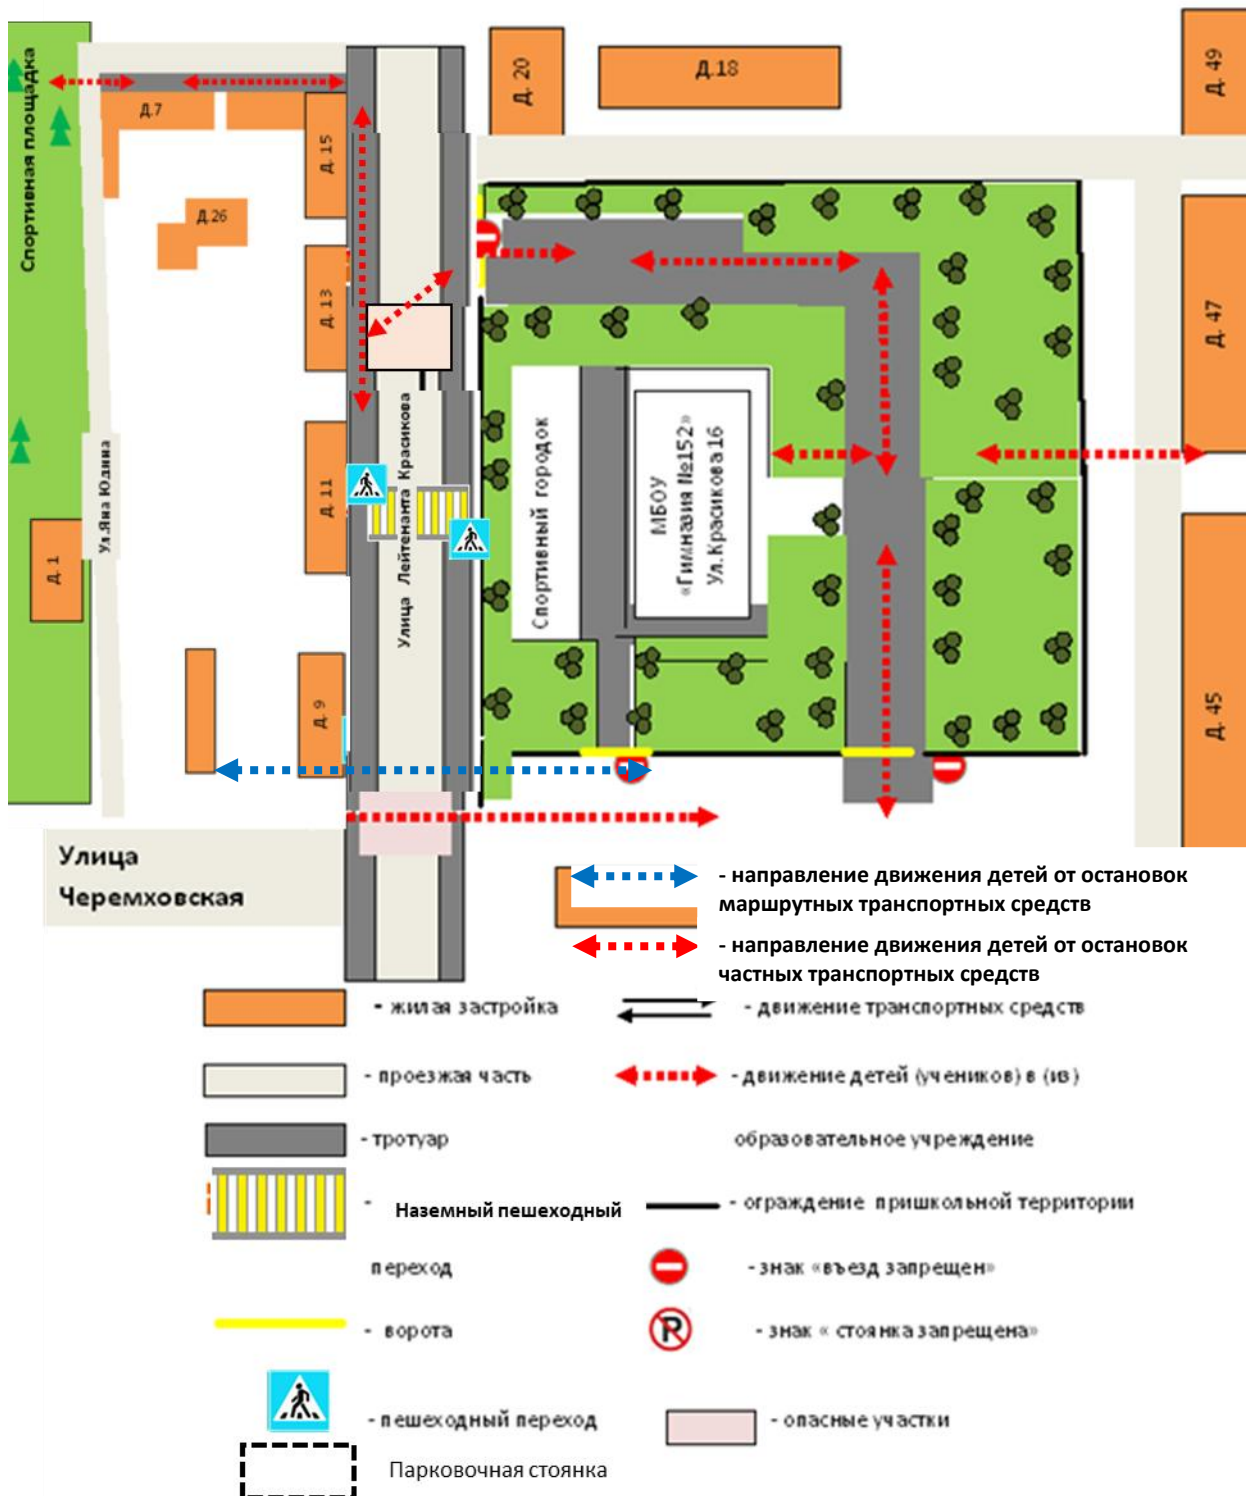 Спортивная площадка
Д.7
Д. 15
Д.26
Д. 13
Д. 11
Д. 1
Ул.Яна Юдина
Д. 9
Улица Лейтенанта Красикова
Д. 20
Д.18
Д. 49
Д. 47
Д. 45
Спортивный городок
МБОУ
«Гимназия №152»
Ул.Красикова16
Улица
Черемховская
- направление движения детей от остановок
маршрутных транспортных средств
- направление движения детей от остановок
частных транспортных средств
- жилая застройка
- движение транспортных средств
- проезжая часть
- движение детей (учеников) в (из)
- тротуар
образовательное учреждение
- Наземный пешеходный
- ограждение пришкольной территории
переход
- знак «въезд запрещен»
- ворота
- знак « стоянка запрещена»
- пешеходный переход
- опасные участки
Парковочная стоянка